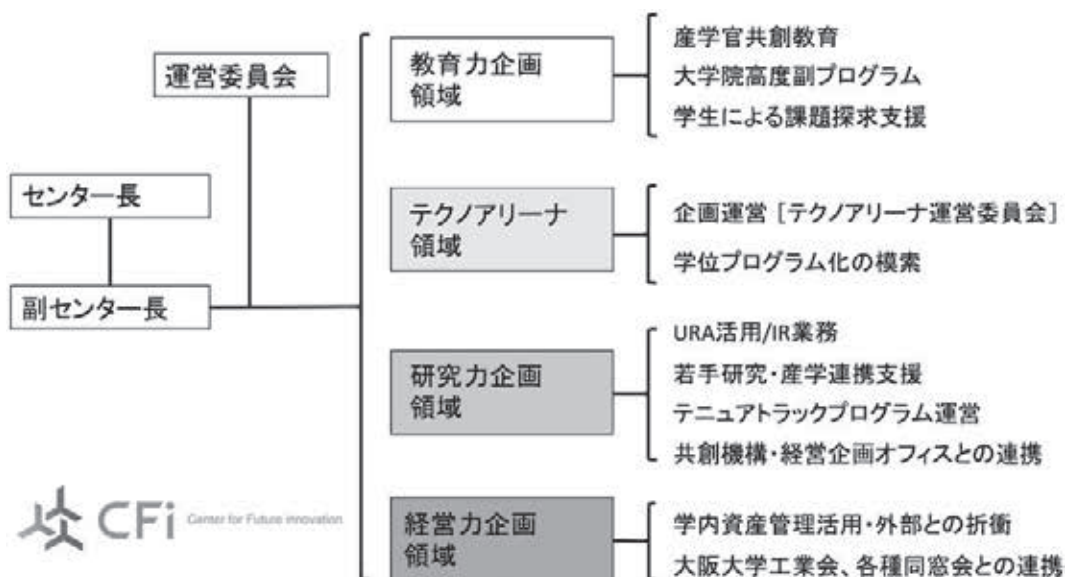 運営委員会
センター長
副センター長
教育力企画
領域
産学官共創教育
大学院高度副プログラム
学生による課題探求支援
テクノアリーナ
領域
企画運営［テクノアリーナ運営委員会］
学位プログラム化の模索
研究力企画
領域
URA活用/IR業務
若手研究・産学連携支援
テニュアトラックプログラム運営
共創機構・経営企画オフィスとの連携
経営力企画
領域
学内資産管理活用・外部との折衝
大阪大学工業会、各種同窓会との連携
CFi Center for Future innovation